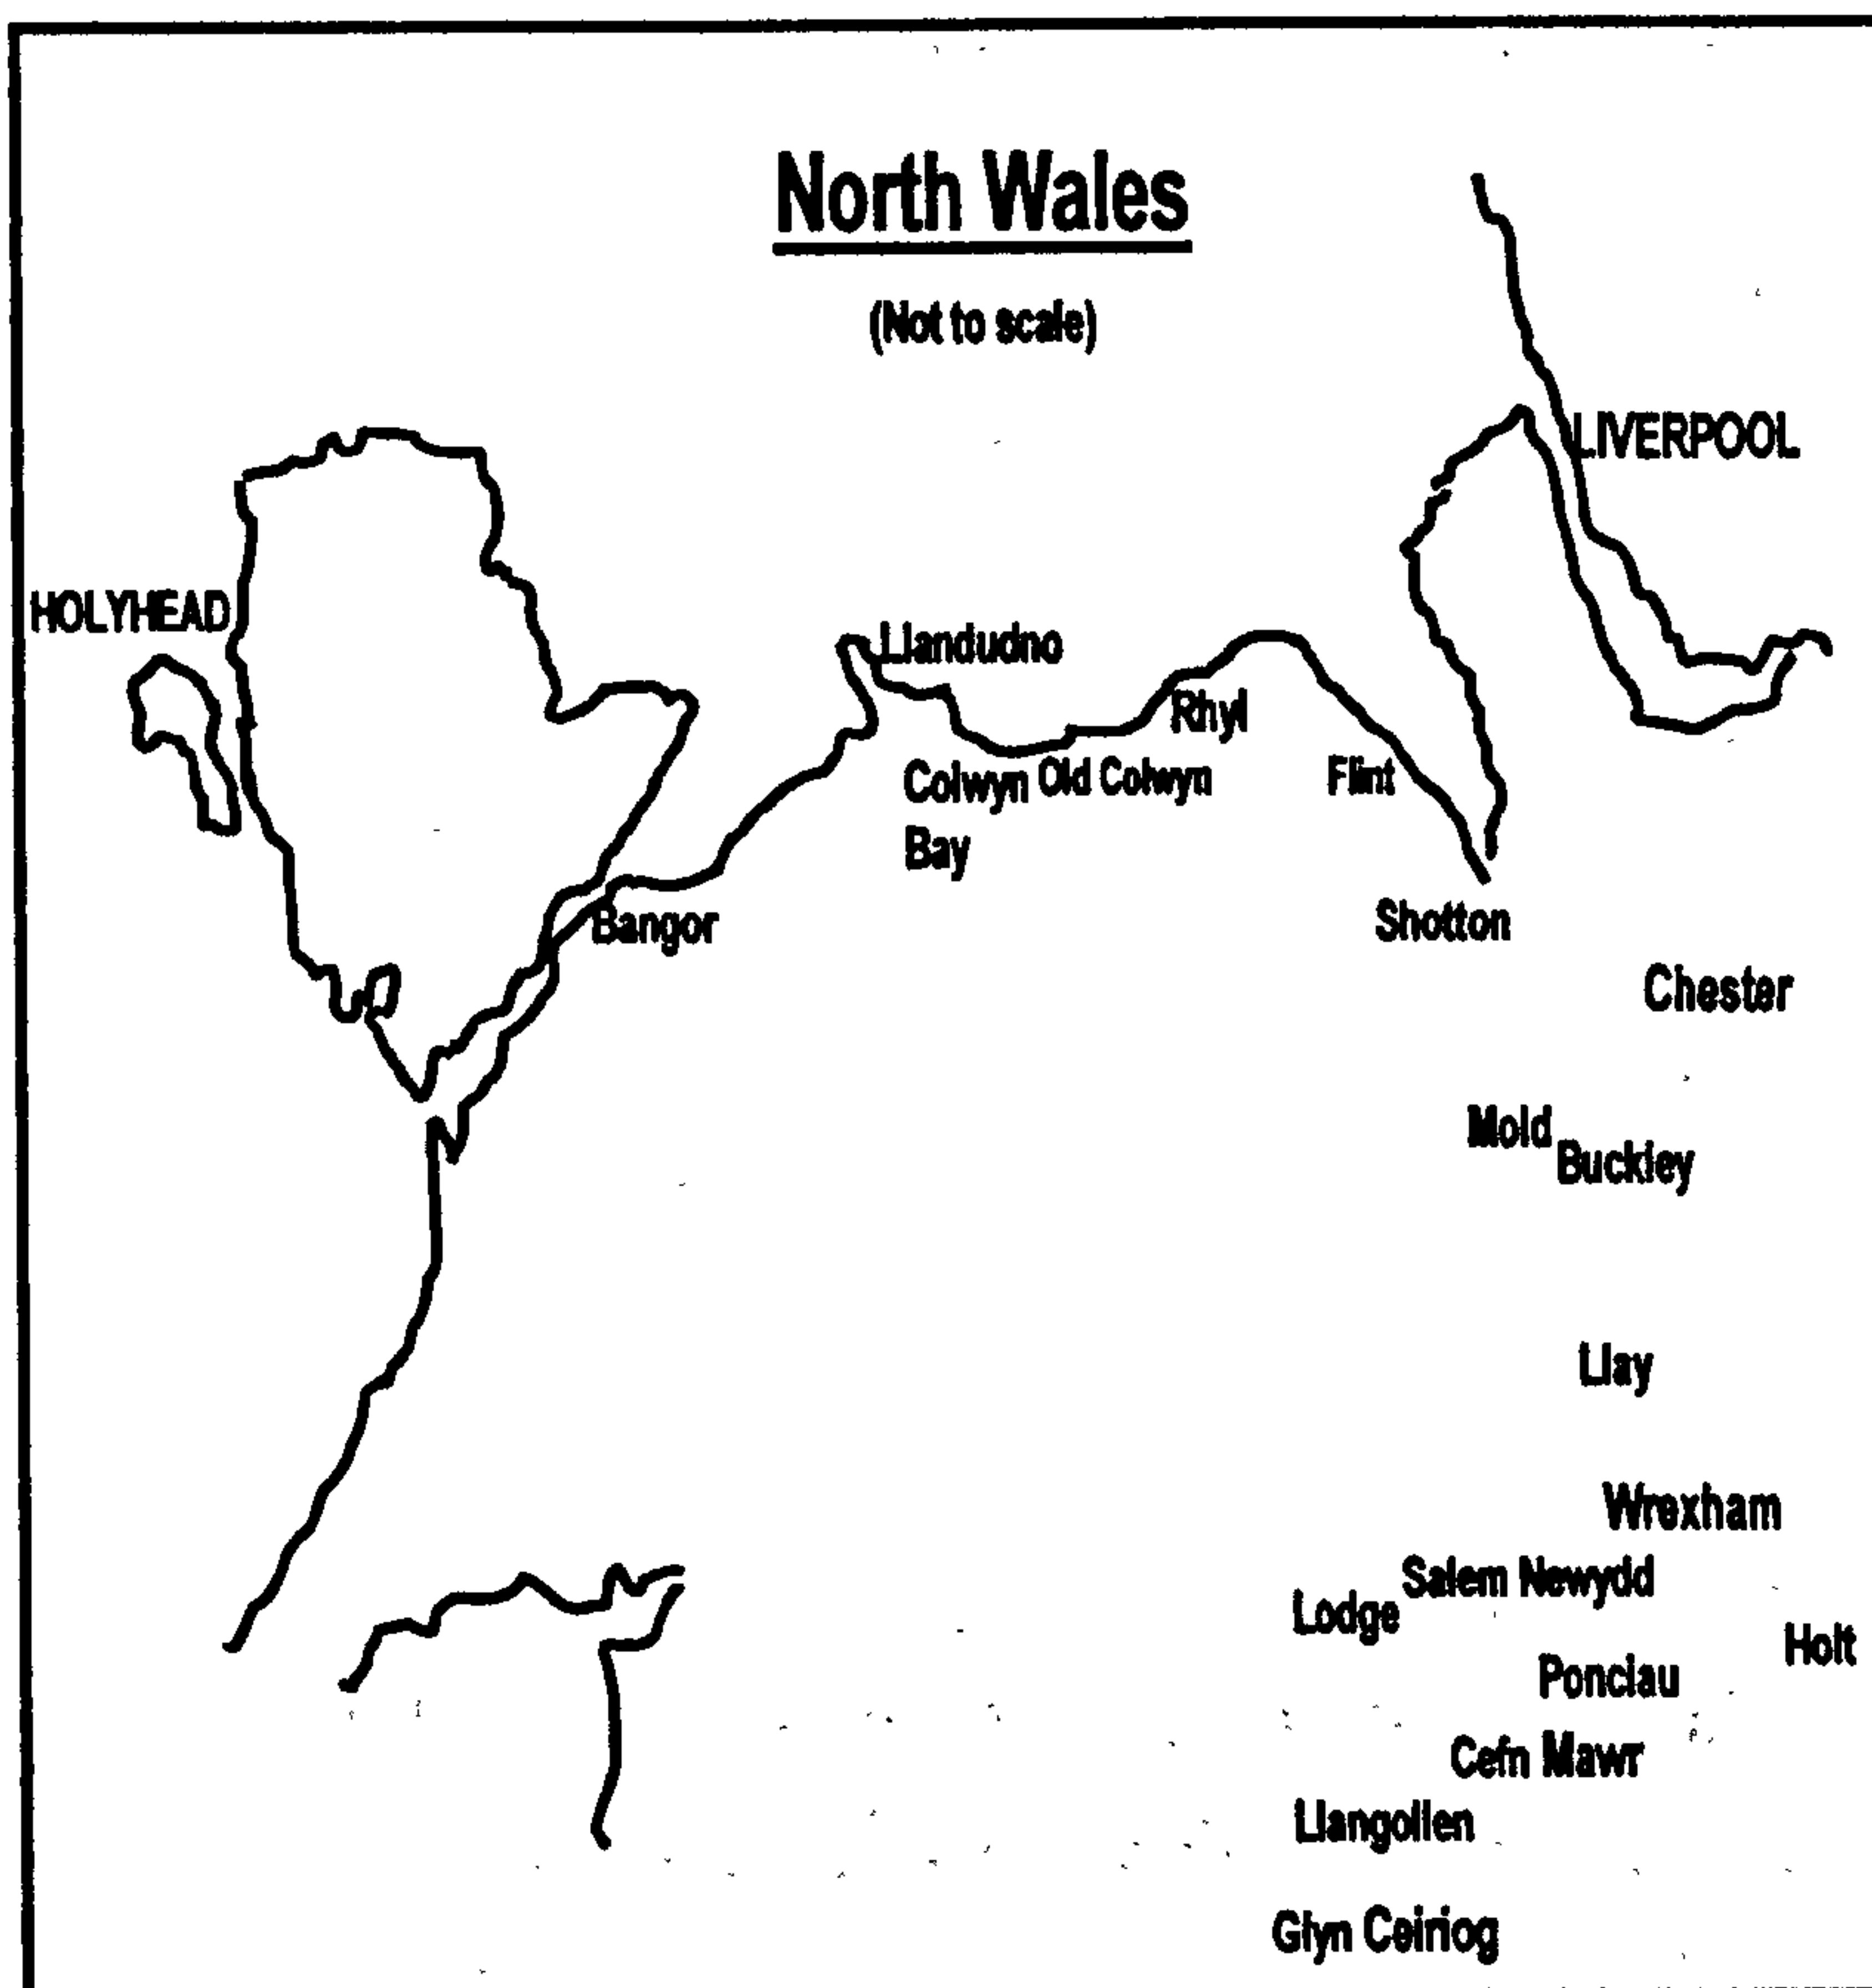 North Wales
(Not to scale)
LIVERPOOL
HOLYHEAD
Llandudno
Rhyl
Colwyn Bay
Old Colwyn
Flint
Bangor
Shotton
Chester
Mold
Buckley
Llay
Wrexham
Salem Newydd
Lodge
Holt
Ponciau
Cefn Mawr
Llangollen
Glyn Ceiriog